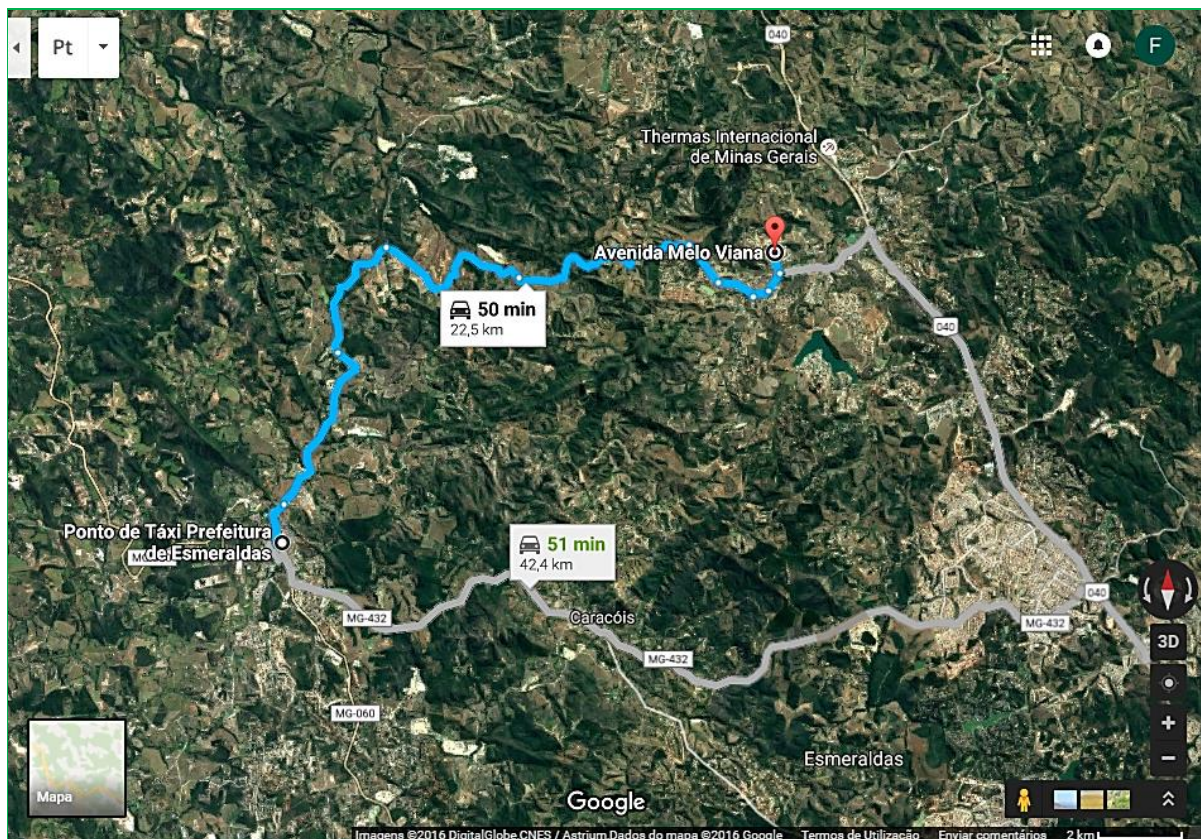 Pt
040
F
Thermas Internacional
de Minas Gerais
Avenida Melo Viana
50 min
22,5 km
040
Ponto de Táxi Prefeitura
de Esmeraldas
51 min
42,4 km
MG-432
Caracóis
040
MG-432
MG-432
3D
MG-060
Esmeraldas
Mapa
Google
Imagens ©2016 DigitalGlobe,CNES / Astrium,Dados do mapa ©2016 Google Termos de Utilização Enviar comentários 2 km